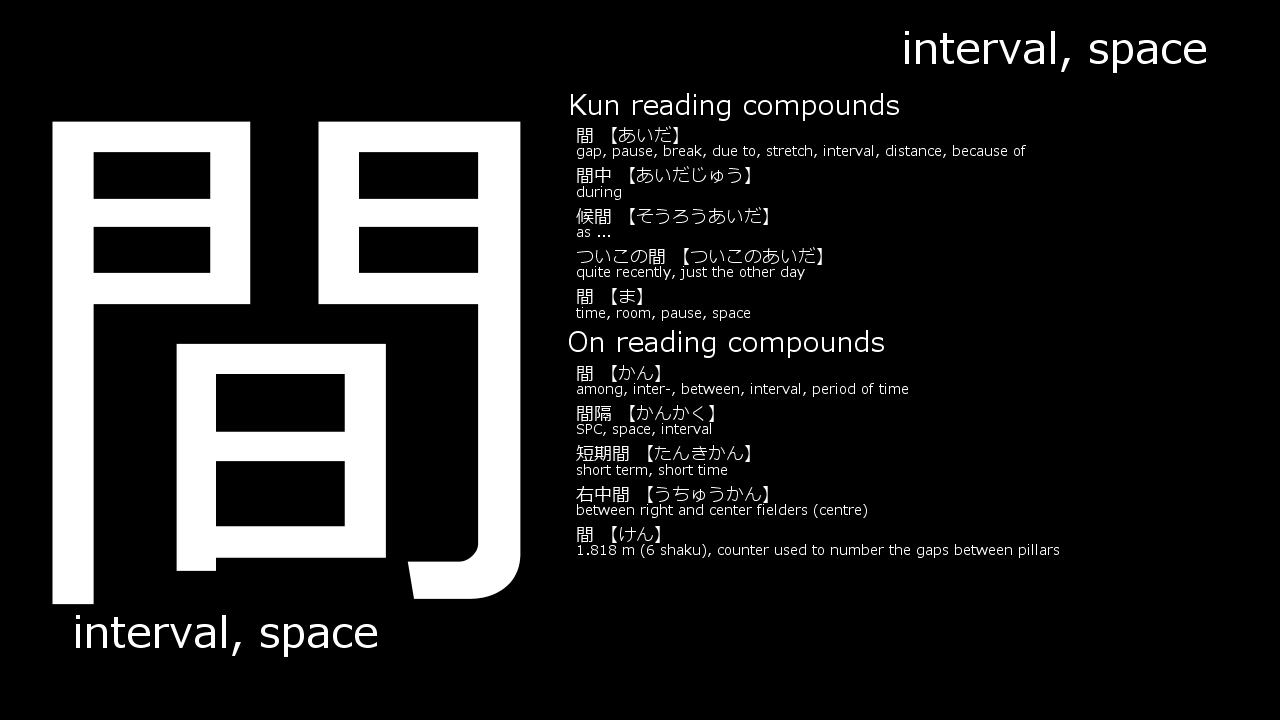 interval, space
間
interval, space
Kun reading compounds
間 【あいだ】
gap, pause, break, due to, stretch, interval, distance, because of
間中 【あいだじゅう】
during
候間 【そうろうあいだ】
as ...
ついこの間 【ついこのあいだ】
quite recently, just the other day
間 【ま】
time, room, pause, space
On reading compounds
間 【かん】
among, inter-, between, interval, period of time
間隔 【かんかく】
SPC, space, interval
短期間 【たんきかん】
short term, short time
右中間 【うちゅうかん】
between right and center fielders (centre)
間 【けん】
1.818 m (6 shaku), counter used to number the gaps between pillars